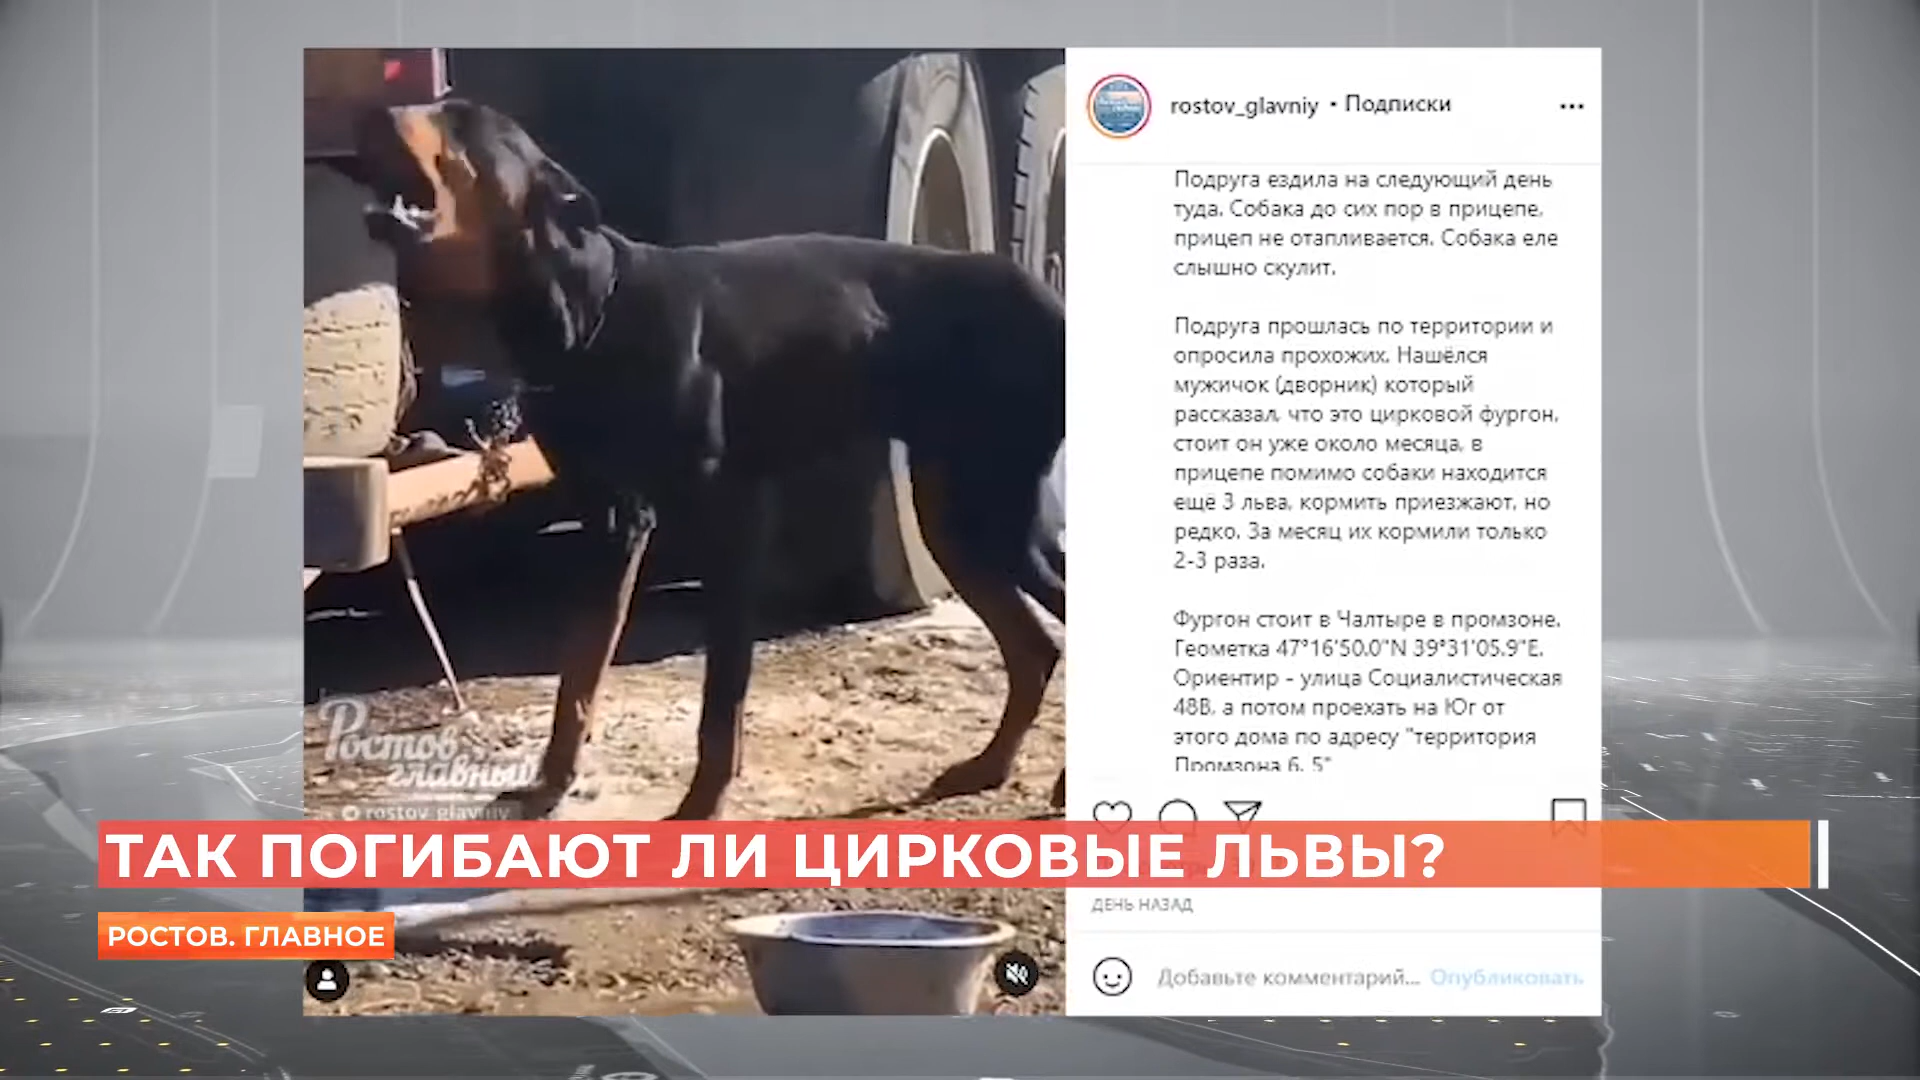 rostov_glavniy • Подписки
Подруга ездила на следующий день
туда. Собака до сих пор в прицепе,
прицеп не отапливается. Собака еле
слышно скулит.
Подруга прошлась по территории и
опросила прохожих. Нашёлся
мужичок (дворник) который
рассказал, что это цирковой фургон,
стоит он уже около месяца, в
прицепе помимо собаки находится
ещё 3 льва, кормить приезжают, но
редко. За месяц их кормили только
2-3 раза.
Фургон стоит в Чалтыре в промзоне.
Геометка 47°16'50.0"N 39°31'05.9"E.
Ориентир - улица Социалистическая
48В, а потом проехать на Юг от
этого дома по адресу "территория
Промзона 6, 5"
Ростов
главный
rostov_glavniy
ТАК ПОГИБАЮТ ЛИ ЦИРКОВЫЕ ЛЬВЫ?
ДЕНЬ НАЗАД
РОСТОВ. ГЛАВНОЕ
Добавьте комментарий... Опубликовать